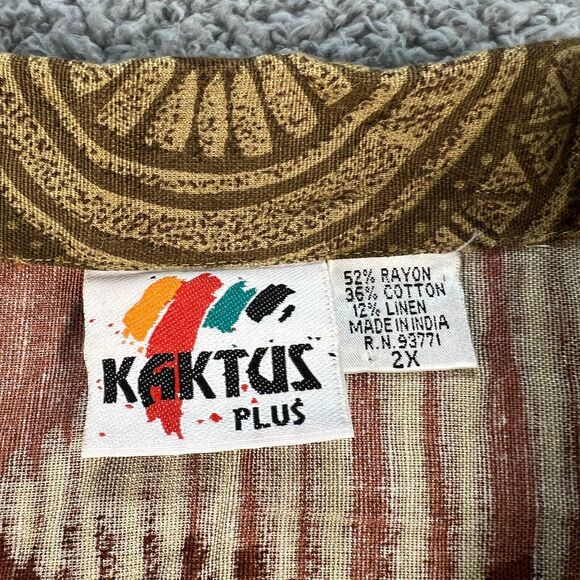 KAKTUS
PLUS
52% RAYON
36% COTTON
12% LINEN
MADE IN INDIA
R.N. 93771
2X